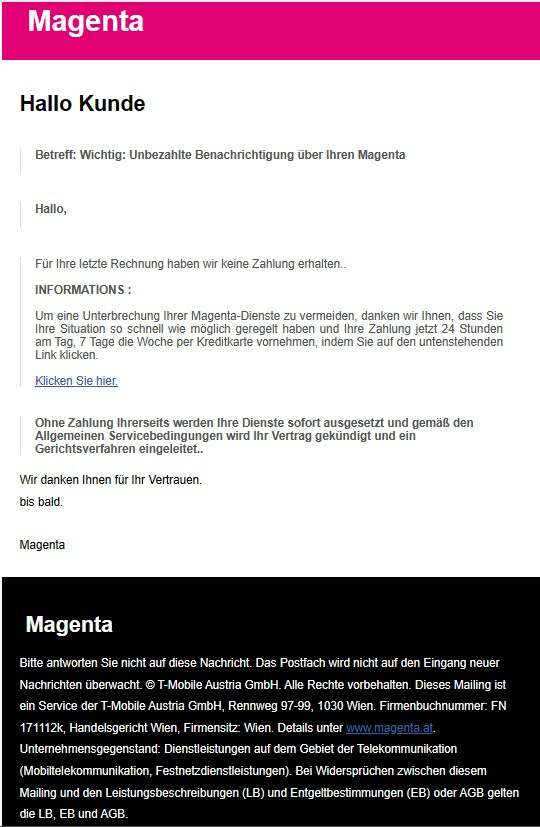 Magenta
Hallo Kunde
Betreff: Wichtig: Unbezahlte Benachrichtigung über Ihren Magenta
Hallo,
Für Ihre letzte Rechnung haben wir keine Zahlung erhalten..
INFORMATIONS :
Um eine Unterbrechung Ihrer Magenta-Dienste zu vermeiden, danken wir Ihnen, dass Sie
Ihre Situation so schnell wie möglich geregelt haben und Ihre Zahlung jetzt 24 Stunden
am Tag, 7 Tage die Woche per Kreditkarte vornehmen, indem Sie auf den untenstehenden
Link klicken.
Klicken Sie hier.
Ohne Zahlung Ihrerseits werden Ihre Dienste sofort ausgesetzt und gemäß den
Allgemeinen Servicebedingungen wird Ihr Vertrag gekündigt und ein
Gerichtsverfahren eingeleitet..
Wir danken Ihnen für Ihr Vertrauen.
bis bald.
Magenta
Magenta
Bitte antworten Sie nicht auf diese Nachricht. Das Postfach wird nicht auf den Eingang neuer
Nachrichten überwacht. © T-Mobile Austria GmbH. Alle Rechte vorbehalten. Dieses Mailing ist
ein Service der T-Mobile Austria GmbH, Rennweg 97-99, 1030 Wien. Firmenbuchnummer: FN
171112k, Handelsgericht Wien, Firmensitz: Wien. Details unter www.magenta.at.
Unternehmensgegenstand: Dienstleistungen auf dem Gebiet der Telekommunikation
(Mobiltelekommunikation, Festnetzdienstleistungen). Bei Widersprüchen zwischen diesem
Mailing und den Leistungsbeschreibungen (LB) und Entgeltbestimmungen (EB) oder AGB gelten
die LB, EB und AGB.